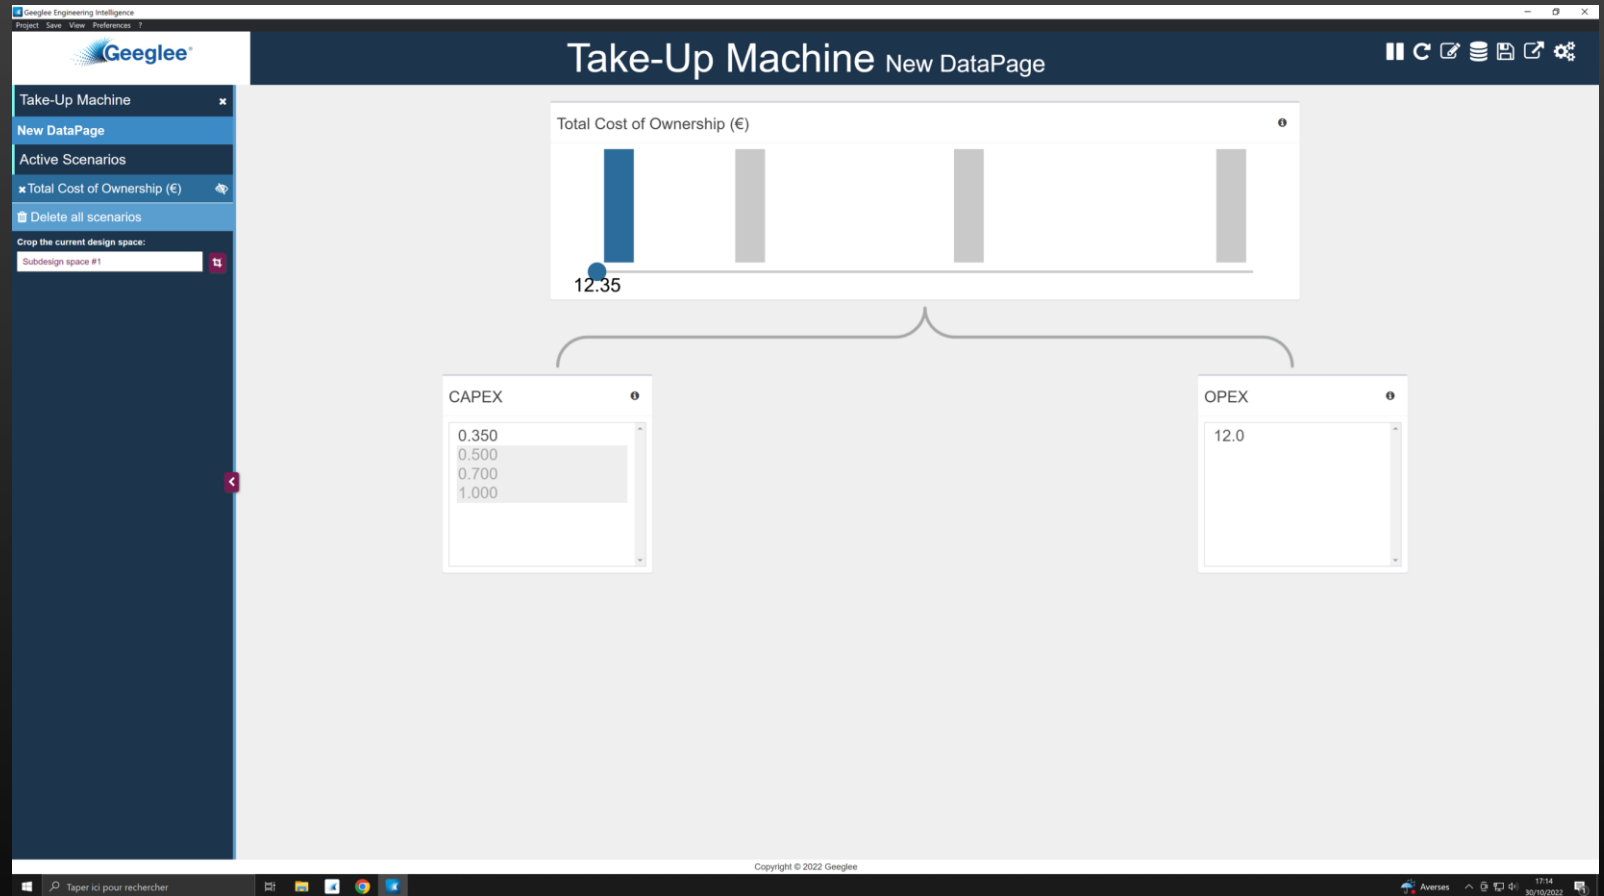 Geeglee Engineering Intelligence
Project Save View Preferences ?
Geeglee®
Take-Up Machine New DataPage
Take-Up Machine
New DataPage
Active Scenarios
Total Cost of Ownership (€)
Delete all scenarios
Crop the current design space:
Subdesign space #1
Total Cost of Ownership (€)
12.35
CAPEX
0.350
0.500
0.700
1.000
OPEX
12.0
Copyright © 2022 Geeglee
Taper ici pour rechercher
Averses
17:14
30/10/2022